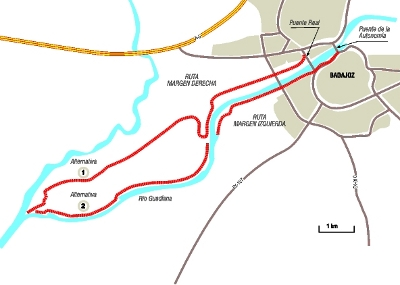 Puente Real
Puente de la
Autonomía
BADAJOZ
RUTA
MARGEN DERECHA
RUTA
MARGEN IZQUIERDA
Alternativa
1
Alternativa
2
Río Guadiana
1 km